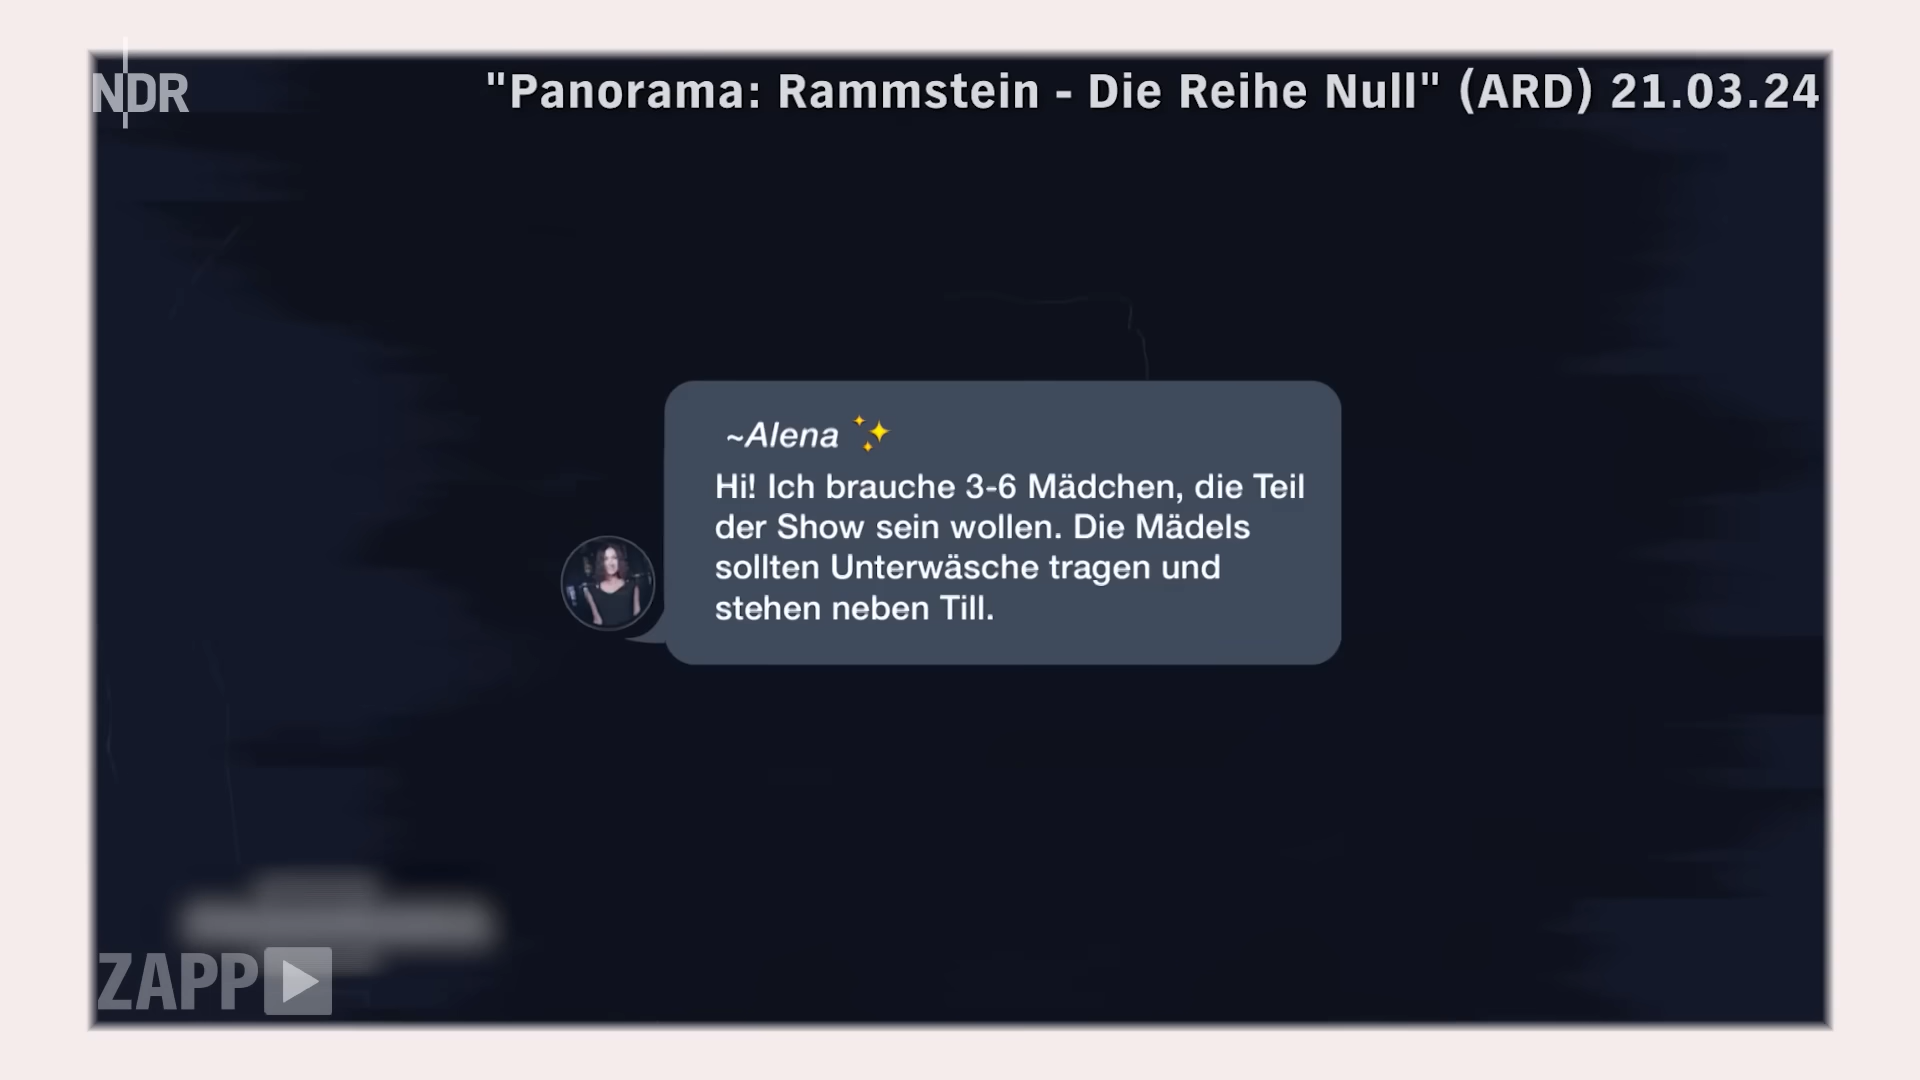 NDR
"Panorama: Rammstein - Die Reihe Null" (ARD) 21.03.24
~Alena ✨
Hi! Ich brauche 3-6 Mädchen, die Teil
der Show sein wollen. Die Mädels
sollten Unterwäsche tragen und
stehen neben Till.
ZAPP